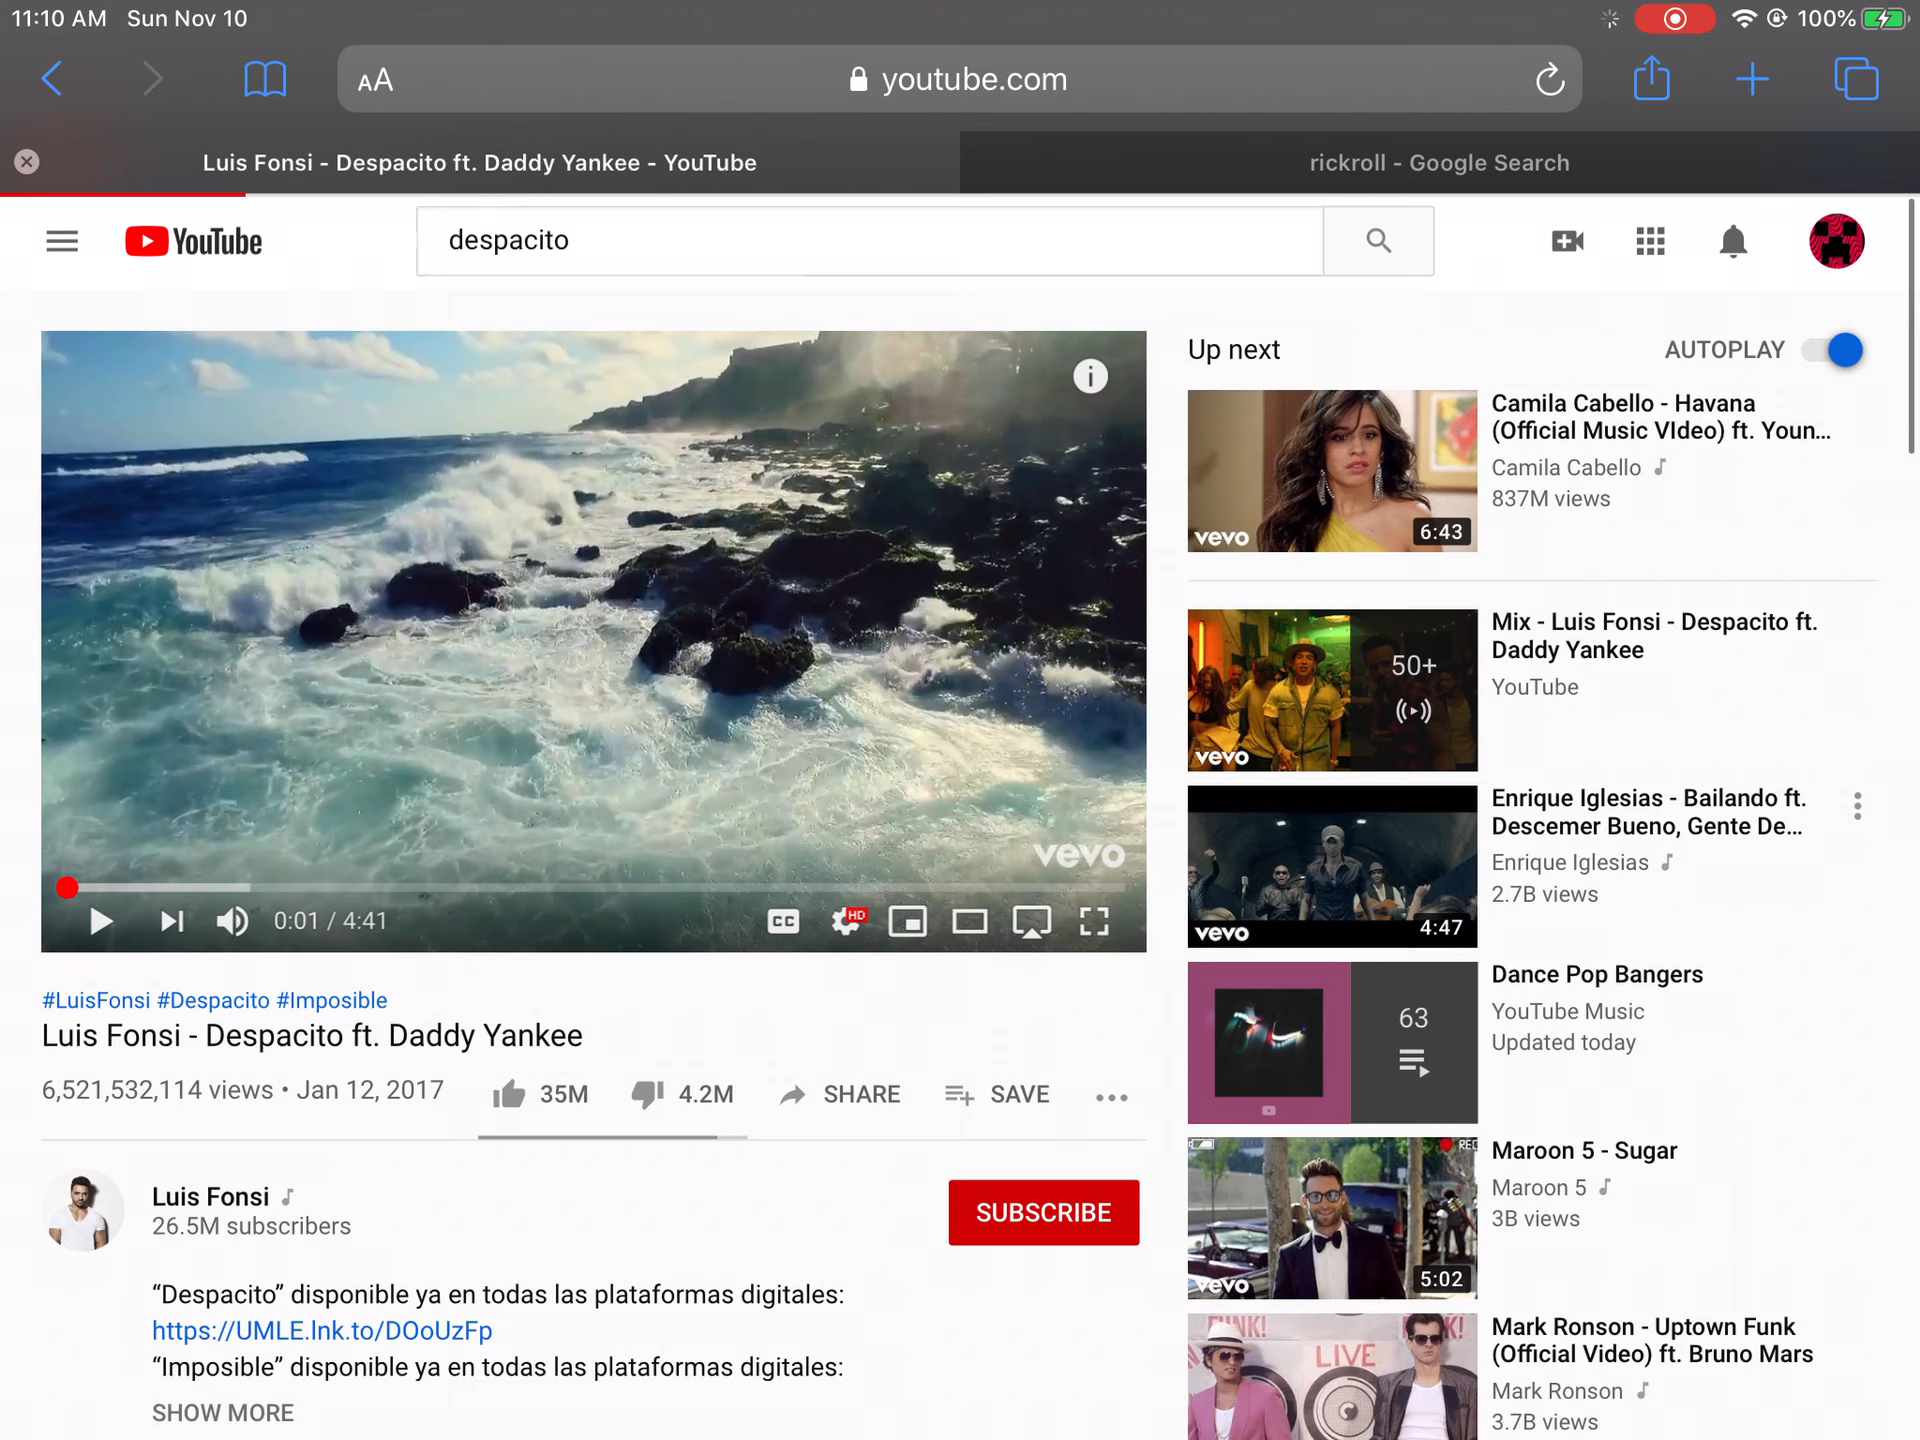 11:10 AM Sun Nov 10
100%
AA
youtube.com
Luis Fonsi - Despacito ft. Daddy Yankee - YouTube
rickroll - Google Search
YouTube
despacito
vevo
0:01 / 4:41
CC
HD
#LuisFonsi #Despacito #Imposible
Luis Fonsi - Despacito ft. Daddy Yankee
6,521,532,114 views • Jan 12, 2017
35M
4.2M
SHARE
SAVE
Luis Fonsi
26.5M subscribers
SUBSCRIBE
“Despacito” disponible ya en todas las plataformas digitales:
https://UMLE.lnk.to/DOoUzFp
“Imposible” disponible ya en todas las plataformas digitales:
SHOW MORE
Up next
AUTOPLAY
vevo
6:43
Camila Cabello - Havana
(Official Music VIdeo) ft. Youn...
Camila Cabello
837M views
vevo
50+
Mix - Luis Fonsi - Despacito ft.
Daddy Yankee
YouTube
vevo
4:47
Enrique Iglesias - Bailando ft.
Descemer Bueno, Gente De...
Enrique Iglesias
2.7B views
63
Dance Pop Bangers
YouTube Music
Updated today
REC
vevo
5:02
Maroon 5 - Sugar
Maroon 5
3B views
LIVE
Mark Ronson - Uptown Funk
(Official Video) ft. Bruno Mars
Mark Ronson
3.7B views